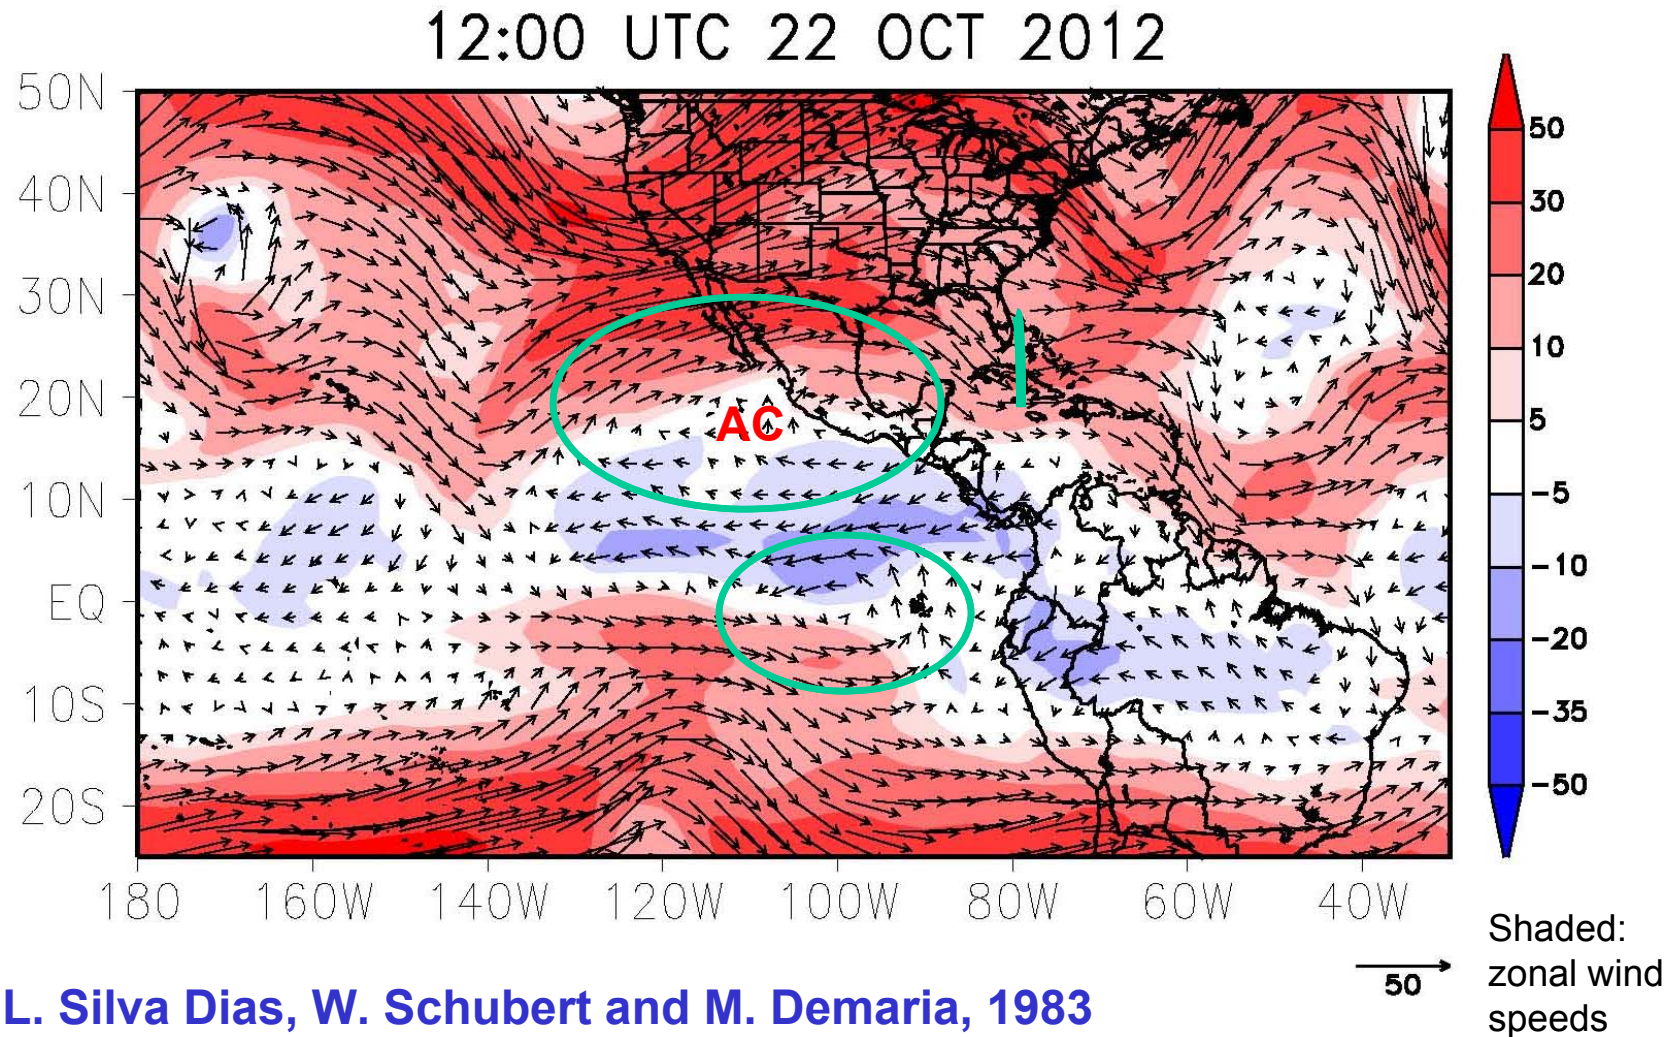 12:00 UTC 22 OCT 2012
50N
40N
30N
20N
10N
EQ
10S
20S
180 160W 140W 120W 100W 80W 60W 40W
AC
50
30
20
10
5
-5
-10
-20
-35
-50
50
Shaded:
zonal wind
speeds
L. Silva Dias, W. Schubert and M. Demaria, 1983